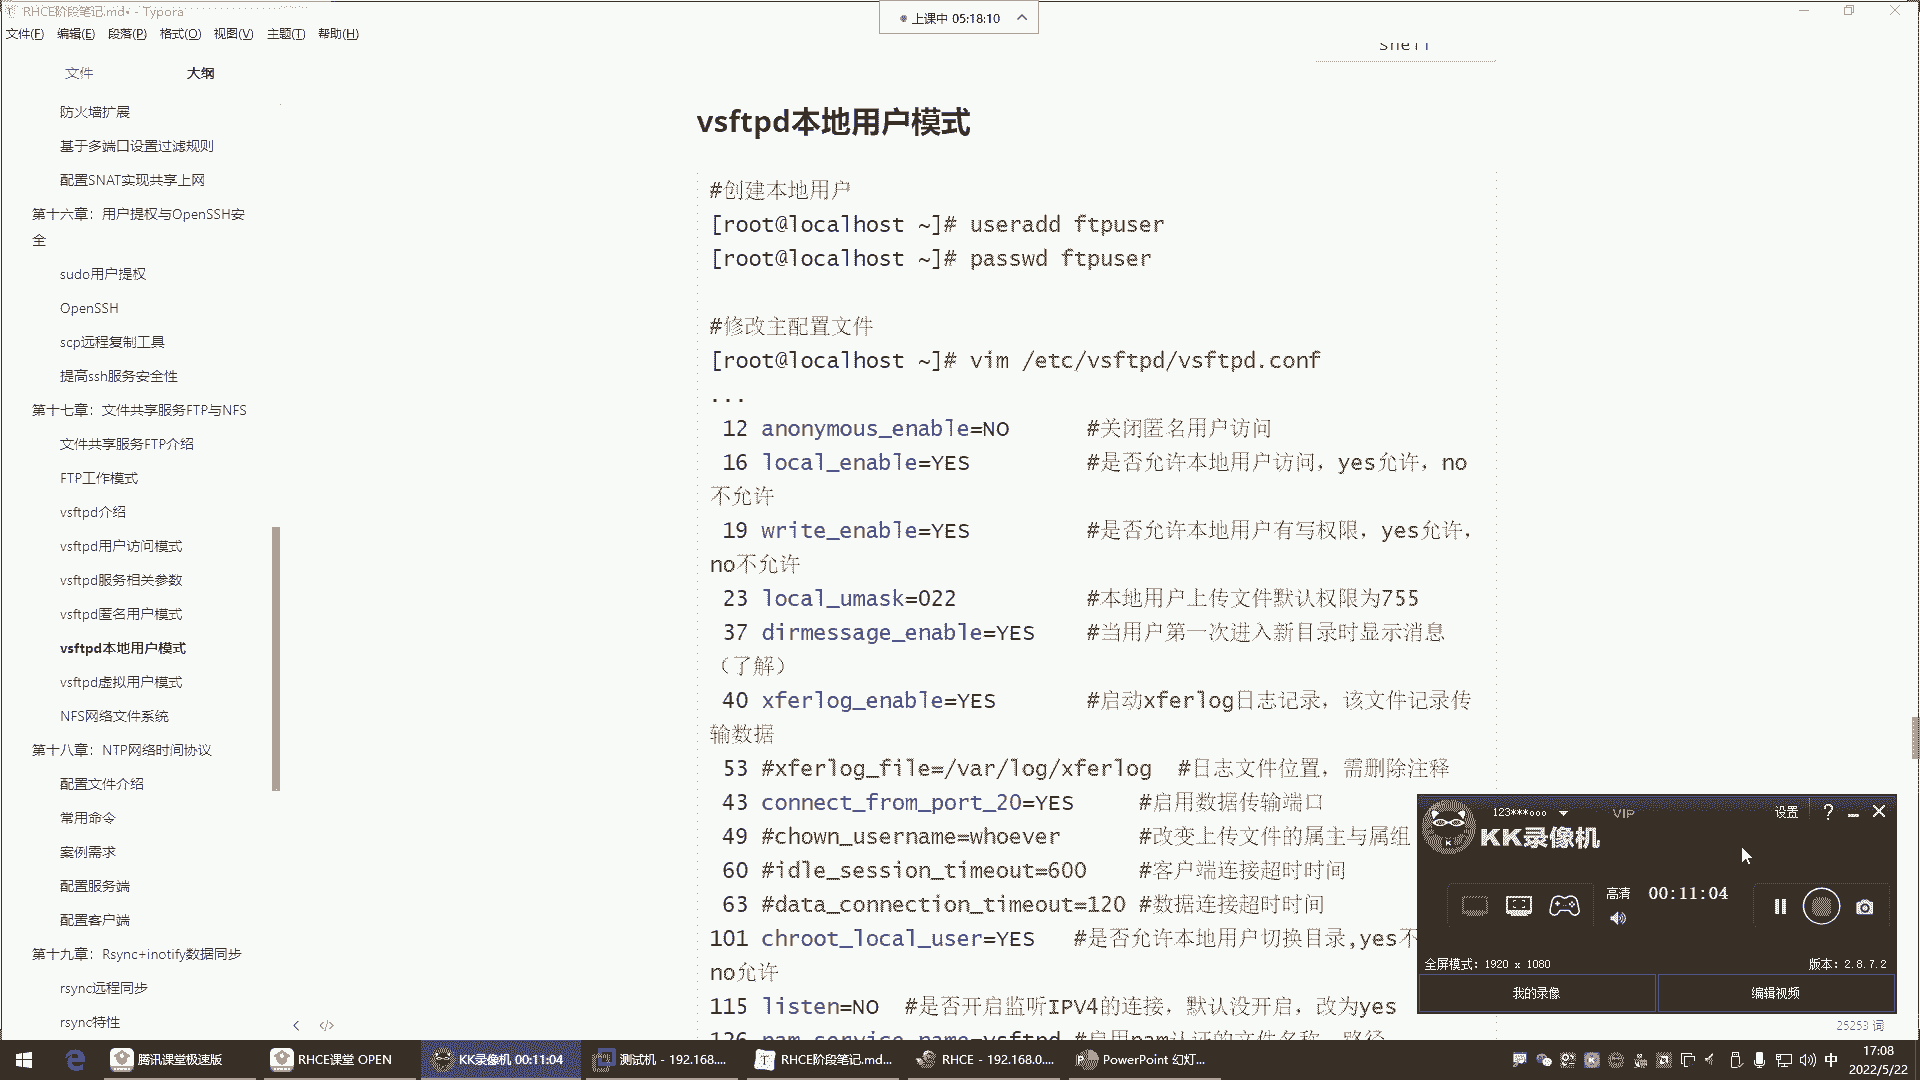 RHCE阶段笔记.md• - Typora
上课中 05:18:10
文件(F) 编辑(E) 段落(P) 格式(O) 视图(V) 主题(T) 帮助(H)
文件 大纲
防火墙扩展
基于多端口设置过滤规则
配置SNAT实现共享上网
第十六章：用户提权与OpenSSH安
全
sudo用户提权
OpenSSH
scp远程复制工具
提高ssh服务安全性
第十七章：文件共享服务FTP与NFS
文件共享服务FTP介绍
FTP工作模式
vsftpd介绍
vsftpd用户访问模式
vsftpd服务相关参数
vsftpd匿名用户模式
vsftpd本地用户模式
vsftpd虚拟用户模式
NFS网络文件系统
第十八章：NTP网络时间协议
配置文件介绍
常用命令
案例需求
配置服务端
配置客户端
第十九章：Rsync+inotify数据同步
rsync远程同步
rsync特性
shell
vsftpd本地用户模式
#创建本地用户
[root@localhost ~]# useradd ftpuser
[root@localhost ~]# passwd ftpuser
#修改主配置文件
[root@localhost ~]# vim /etc/vsftpd/vsftpd.conf
...
12 anonymous_enable=NO #关闭匿名用户访问
16 local_enable=YES #是否允许本地用户访问，yes允许，no
不允许
19 write_enable=YES #是否允许本地用户有写权限，yes允许，
no不允许
23 local_umask=022 #本地用户上传文件默认权限为755
37 dirmessage_enable=YES #当用户第一次进入新目录时显示消息
（了解）
40 xferlog_enable=YES #启动xferlog日志记录，该文件记录传
输数据
53 #xferlog_file=/var/log/xferlog #日志文件位置，需删除注释
43 connect_from_port_20=YES #启用数据传输端口
49 #chown_username=whoever #改变上传文件的属主与属组
60 #idle_session_timeout=600 #客户端连接超时时间
63 #data_connection_timeout=120 #数据连接超时时间
101 chroot_local_user=YES #是否允许本地用户切换目录,yes不
no允许
115 listen=NO #是否开启监听IPV4的连接，默认没开启，改为yes
126 pam_service_name=vsftpd #启用pam认证的文件名称，路径
25253 词
123***ooo VIP 设置 ?
KK录像机
高清 00:11:04
全屏模式：1920 x 1080 版本：2.8.7.2
我的录像 编辑视频
腾讯课堂极速版
RHCE课堂 OPEN
KK录像机 00:11:04
测试机 - 192.168....
RHCE阶段笔记.md...
RHCE - 192.168.0....
PowerPoint 幻灯...
中
17:08
2022/5/22